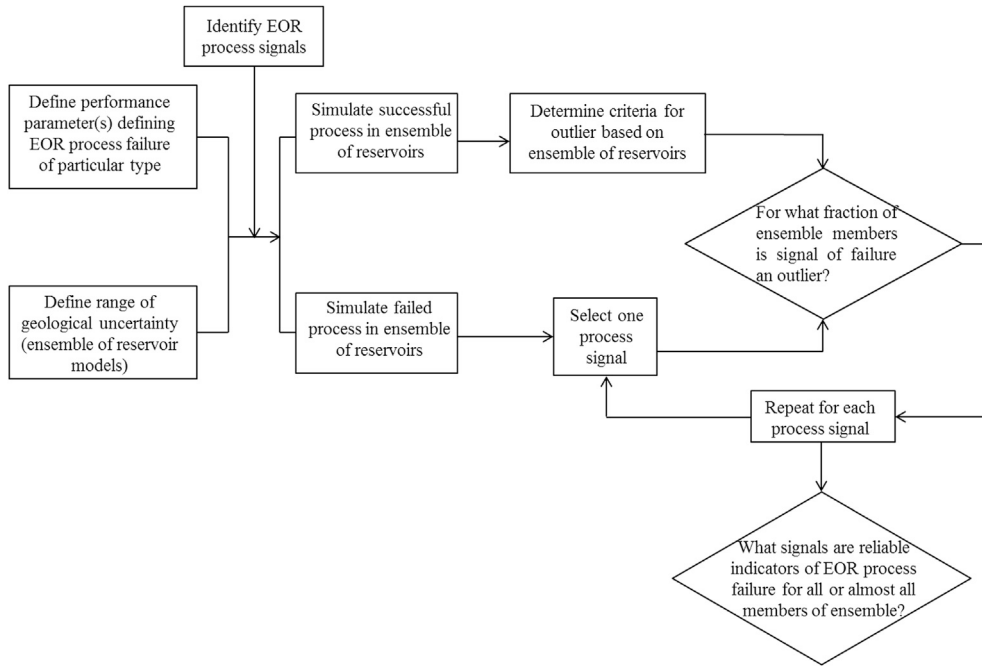 Identify EOR
process signals
Define performance
parameter(s) defining
EOR process failure
of particular type
Simulate successful
process in ensemble
of reservoirs
Determine criteria for
outlier based on
ensemble of reservoirs
For what fraction of
ensemble members
is signal of failure
an outlier?
Define range of
geological uncertainty
(ensemble of reservoir
models)
Simulate failed
process in ensemble
of reservoirs
Select one
process
signal
Repeat for each
process signal
What signals are reliable
indicators of EOR process
failure for all or almost all
members of ensemble?